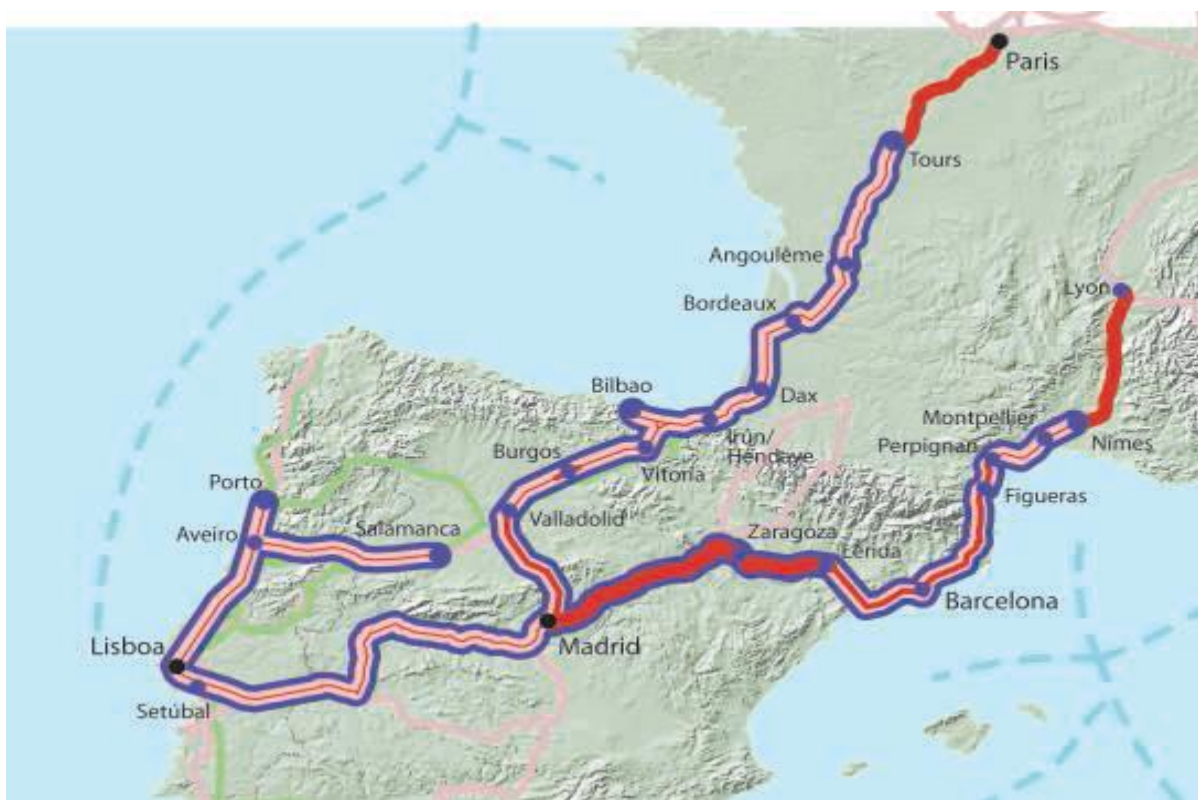 Paris
Tours
Angoulême
Bordeaux
Lyon
Bilbao
Dax
Montpellier
Irún/
Hendaye
Perpignan
Nîmes
Burgos
Vitoria
Porto
Figueras
Valladolid
Aveiro
Salamanca
Zaragoza
Lérida
Barcelona
Lisboa
Madrid
Setúbal